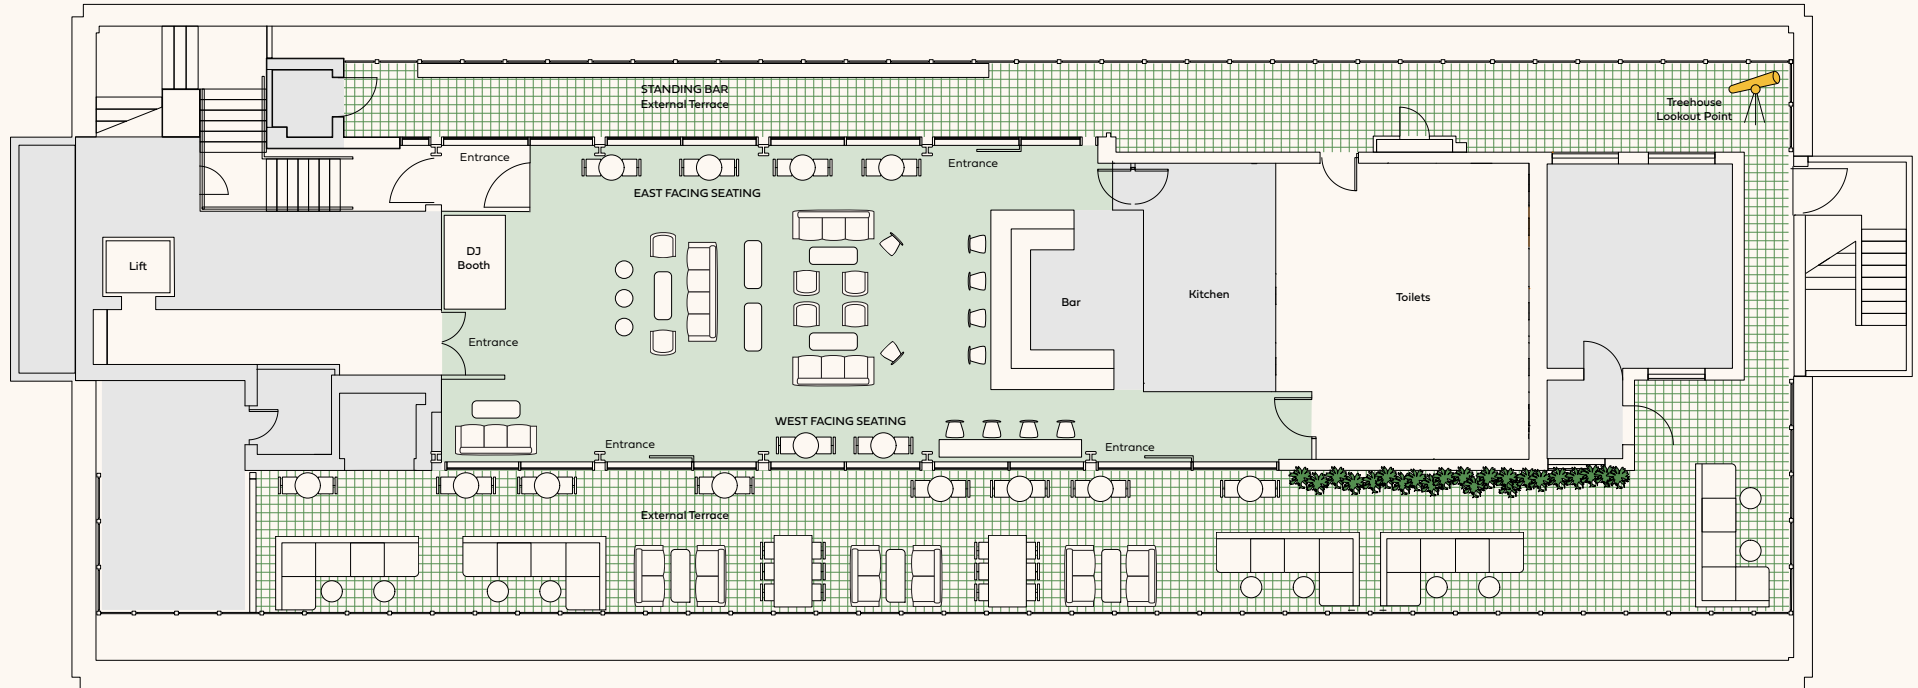 STANDING BAR
External Terrace
Treehouse
Lookout Point
Entrance
Entrance
EAST FACING SEATING
DJ
Booth
Lift
Bar
Kitchen
Toilets
Entrance
WEST FACING SEATING
Entrance
Entrance
External Terrace